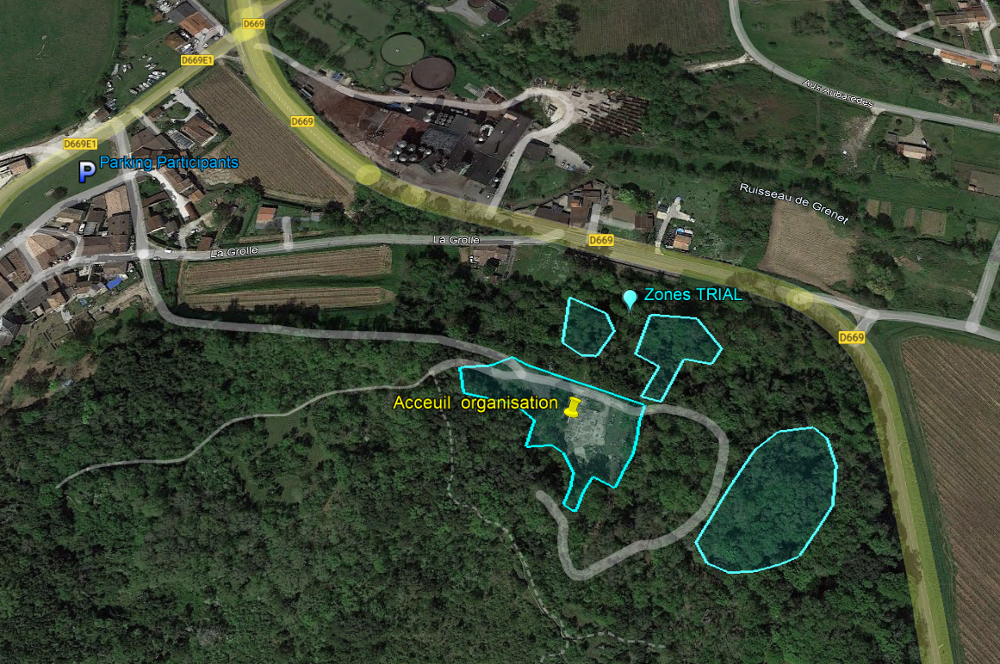 D669
D669E1
Aux Aubarèdes
D669
D669E1
P Parking Participants
Ruisseau de Grenet
La Grolle
La Grolle
D669
Zones TRIAL
D669
Acceuil organisation